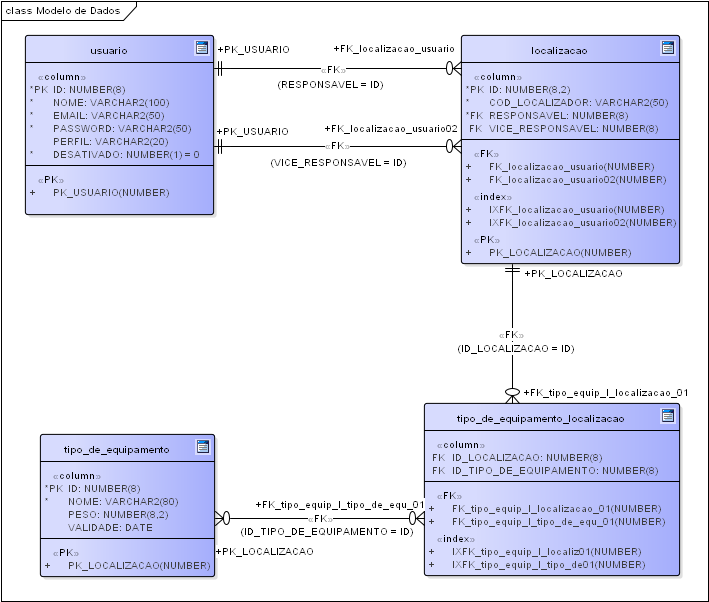 class Modelo de Dados
usuario
«column»
*PK ID: NUMBER(8)
* NOME: VARCHAR2(100)
* EMAIL: VARCHAR2(50)
* PASSWORD: VARCHAR2(50)
PERFIL: VARCHAR2(20)
* DESATIVADO: NUMBER(1) = 0
«PK»
+ PK_USUARIO(NUMBER)
+PK_USUARIO
+FK_localizacao_usuario
«FK»
(RESPONSAVEL = ID)
+PK_USUARIO
+FK_localizacao_usuario02
«FK»
(VICE_RESPONSAVEL = ID)
localizacao
«column»
*PK ID: NUMBER(8,2)
* COD_LOCALIZADOR: VARCHAR2(50)
*FK RESPONSAVEL: NUMBER(8)
FK VICE_RESPONSAVEL: NUMBER(8)
«FK»
+ FK_localizacao_usuario(NUMBER)
+ FK_localizacao_usuario02(NUMBER)
«index»
+ IXFK_localizacao_usuario(NUMBER)
+ IXFK_localizacao_usuario02(NUMBER)
«PK»
+ PK_LOCALIZACAO(NUMBER)
+PK_LOCALIZACAO
«FK»
(ID_LOCALIZACAO = ID)
+FK_tipo_equip_l_localizacao_01
tipo_de_equipamento
«column»
*PK ID: NUMBER(8)
* NOME: VARCHAR2(80)
PESO: NUMBER(8,2)
VALIDADE: DATE
«PK»
+ PK_LOCALIZACAO(NUMBER)
+FK_tipo_equip_l_tipo_de_equ_01
«FK»
(ID_TIPO_DE_EQUIPAMENTO = ID)
+PK_LOCALIZACAO
tipo_de_equipamento_localizacao
«column»
FK ID_LOCALIZACAO: NUMBER(8)
FK ID_TIPO_DE_EQUIPAMENTO: NUMBER(8)
«FK»
+ FK_tipo_equip_l_localizacao_01(NUMBER)
+ FK_tipo_equip_l_tipo_de_equ_01(NUMBER)
«index»
+ IXFK_tipo_equip_l_localiz01(NUMBER)
+ IXFK_tipo_equip_l_tipo_de01(NUMBER)